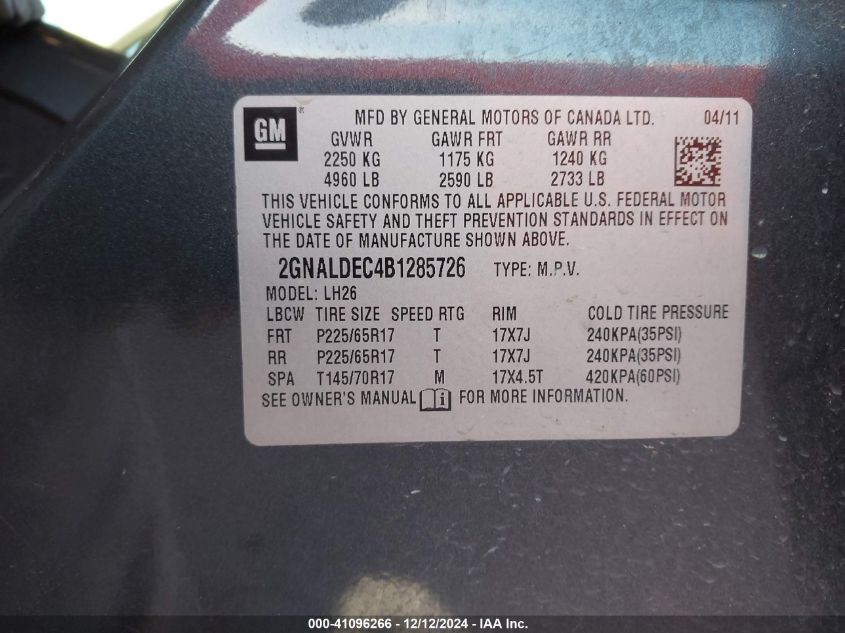 GM ® MFD BY GENERAL MOTORS OF CANADA LTD. 04/11
GVWR GAWR FRT GAWR RR
2250 KG 1175 KG 1240 KG
4960 LB 2590 LB 2733 LB
THIS VEHICLE CONFORMS TO ALL APPLICABLE U.S. FEDERAL MOTOR
VEHICLE SAFETY AND THEFT PREVENTION STANDARDS IN EFFECT ON
THE DATE OF MANUFACTURE SHOWN ABOVE.
2GNALDEC4B1285726 TYPE: M.P.V.
MODEL: LH26
LBCW TIRE SIZE SPEED RTG RIM COLD TIRE PRESSURE
FRT P225/65R17 T 17X7J 240KPA(35PSI)
RR P225/65R17 T 17X7J 240KPA(35PSI)
SPA T145/70R17 M 17X4.5T 420KPA(60PSI)
SEE OWNER'S MANUAL FOR MORE INFORMATION.
000-41096266 - 12/12/2024 - IAA Inc.